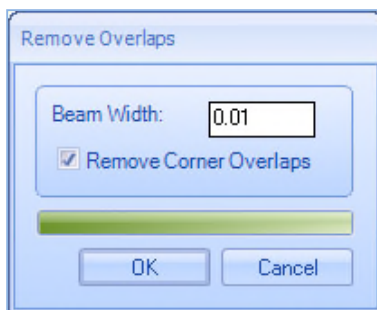 Remove Overlaps
Beam Width: 0.01
Remove Corner Overlaps
OK Cancel